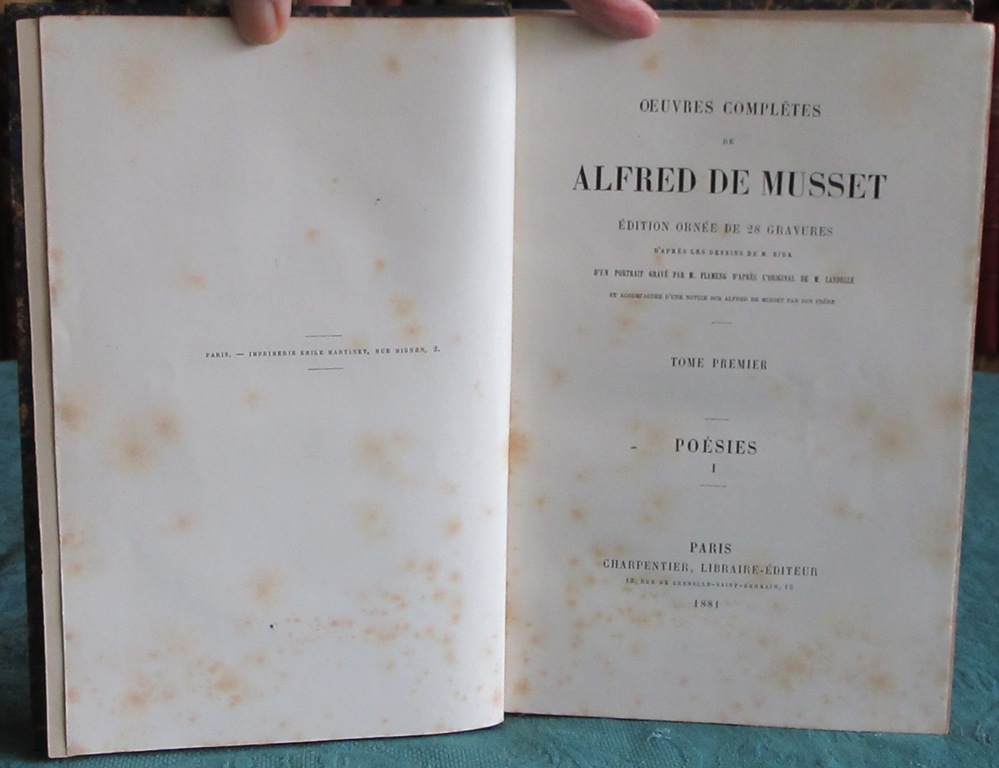 PARIS. — IMPRIMERIE ÉMILE MARTINET, RUE MIGNON, 2.
OEUVRES COMPLÈTES
DE
ALFRED DE MUSSET
ÉDITION ORNÉE DE 28 GRAVURES
D'APRÈS LES DESSINS DE M. BIDA
D'UN PORTRAIT GRAVÉ PAR M. FLAMENG D'APRÈS L'ORIGINAL DE M. LANDELLE
ET ACCOMPAGNÉE D'UNE NOTICE SUR ALFRED DE MUSSET PAR SON FRÈRE
TOME PREMIER
POÉSIES
I
PARIS
CHARPENTIER, LIBRAIRE-ÉDITEUR
13, RUE DE GRENELLE-SAINT-GERMAIN, 13
1881